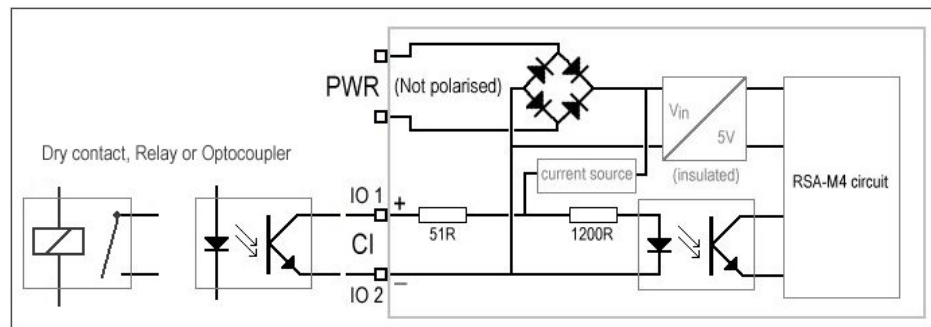 PWR (Not polarised)
Vin
5V
Dry contact, Relay or Optocoupler
current source
(insulated)
RSA-M4 circuit
IO 1
+
51R
1200R
CI
IO 2
−